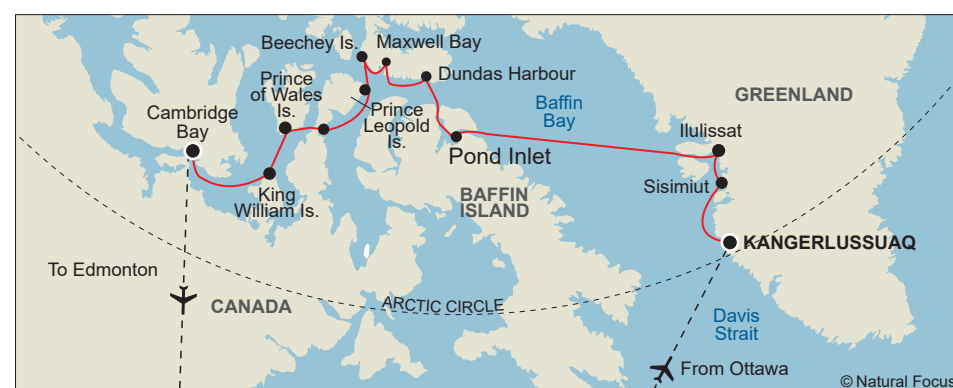 Beechey Is.
Maxwell Bay
Dundas Harbour
Prince
of Wales
Is.
Prince
Leopold
Is.
Cambridge
Bay
Baffin
Bay
GREENLAND
Ilulissat
Pond Inlet
Sisimiut
King
William Is.
BAFFIN
ISLAND
KANGERLUSSUAQ
To Edmonton
CANADA
ARCTIC CIRCLE
Davis
Strait
From Ottawa
© Natural Focus